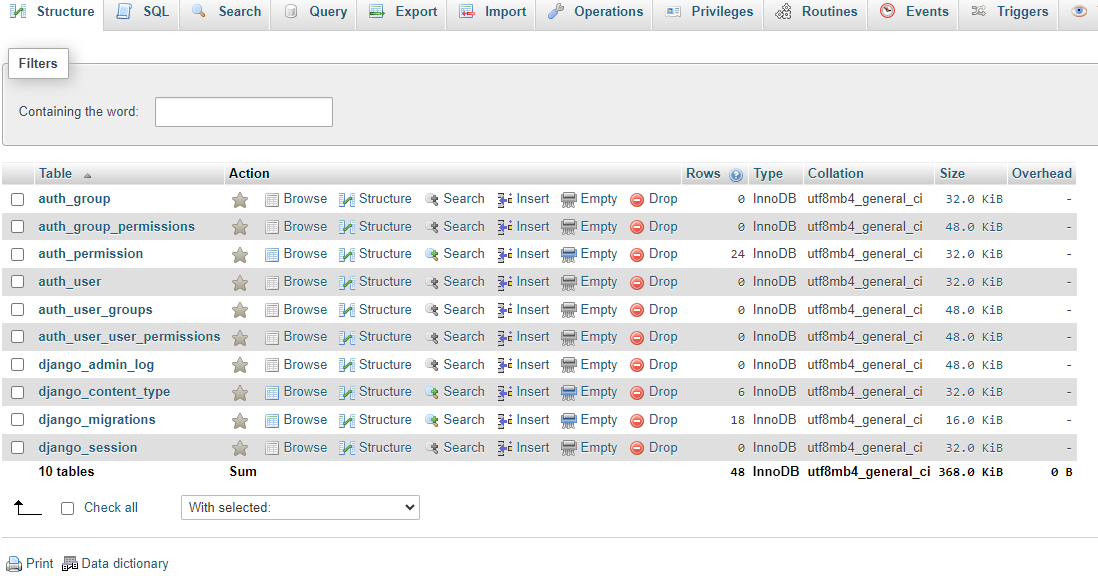 Structure SQL Search Query Export Import Operations Privileges Routines Events Triggers
Filters
Containing the word:
Table Action Rows Type Collation Size Overhead
auth_group Browse Structure Search Insert Empty Drop 0 InnoDB utf8mb4_general_ci 32.0 KiB -
auth_group_permissions Browse Structure Search Insert Empty Drop 0 InnoDB utf8mb4_general_ci 48.0 KiB -
auth_permission Browse Structure Search Insert Empty Drop 24 InnoDB utf8mb4_general_ci 32.0 KiB -
auth_user Browse Structure Search Insert Empty Drop 0 InnoDB utf8mb4_general_ci 32.0 KiB -
auth_user_groups Browse Structure Search Insert Empty Drop 0 InnoDB utf8mb4_general_ci 48.0 KiB -
auth_user_user_permissions Browse Structure Search Insert Empty Drop 0 InnoDB utf8mb4_general_ci 48.0 KiB -
django_admin_log Browse Structure Search Insert Empty Drop 0 InnoDB utf8mb4_general_ci 48.0 KiB -
django_content_type Browse Structure Search Insert Empty Drop 6 InnoDB utf8mb4_general_ci 32.0 KiB -
django_migrations Browse Structure Search Insert Empty Drop 18 InnoDB utf8mb4_general_ci 16.0 KiB -
django_session Browse Structure Search Insert Empty Drop 0 InnoDB utf8mb4_general_ci 32.0 KiB -
10 tables Sum 48 InnoDB utf8mb4_general_ci 368.0 KiB 0 B
Check all With selected:
Print Data dictionary